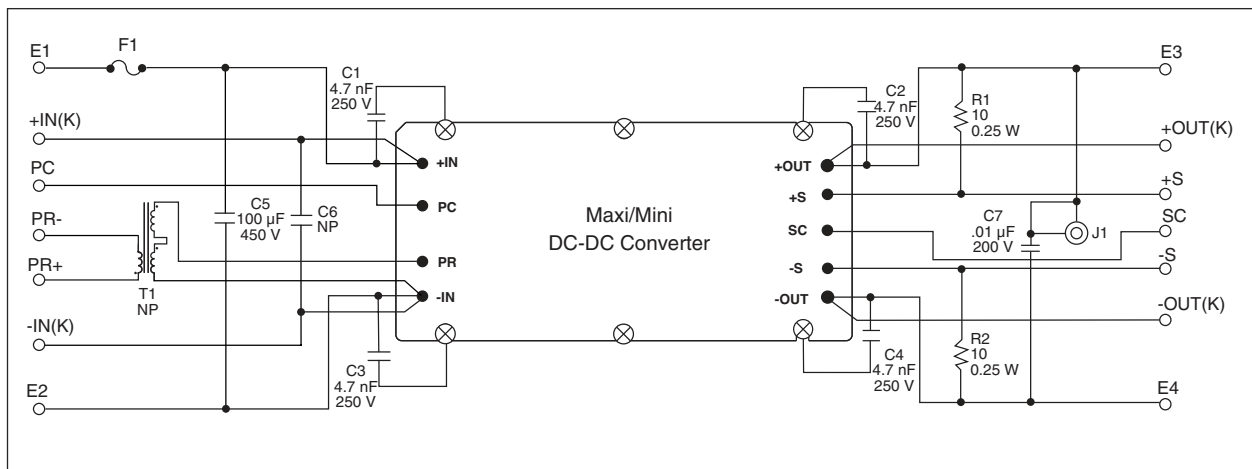 E1
F1
+IN(K)
PC
PR-
PR+
T1
NP
-IN(K)
E2
C1
4.7 nF
250 V
C5
100 µF
450 V
C6
NP
C3
4.7 nF
250 V
+IN
PC
PR
-IN
Maxi/Mini
DC-DC Converter
+OUT
+S
SC
-S
-OUT
C2
4.7 nF
250 V
R1
10
0.25 W
C7
.01 µF
200 V
J1
C4
4.7 nF
250 V
R2
10
0.25 W
E3
+OUT(K)
+S
SC
-S
-OUT(K)
E4